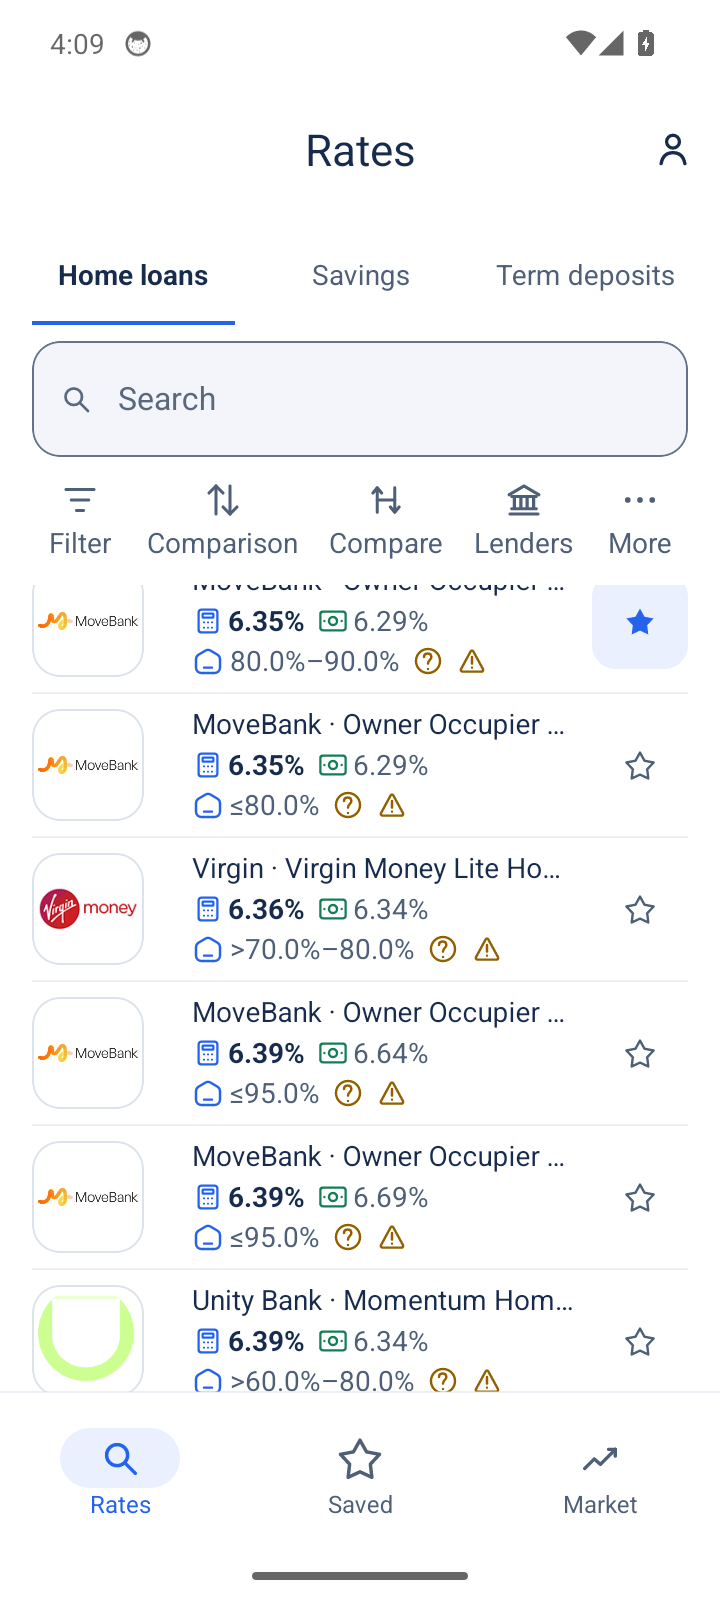 4:09
Rates
Home loans
Savings
Term deposits
Search
Filter
Comparison
Compare
Lenders
More
MoveBank · Owner Occupier ...
MoveBank
6.35% 6.29%
80.0%–90.0%
MoveBank · Owner Occupier ...
MoveBank
6.35% 6.29%
≤80.0%
Virgin · Virgin Money Lite Ho...
Virgin money
6.36% 6.34%
>70.0%–80.0%
MoveBank · Owner Occupier ...
MoveBank
6.39% 6.64%
≤95.0%
MoveBank · Owner Occupier ...
MoveBank
6.39% 6.69%
≤95.0%
Unity Bank · Momentum Hom...
6.39% 6.34%
>60.0%–80.0%
Rates
Saved
Market